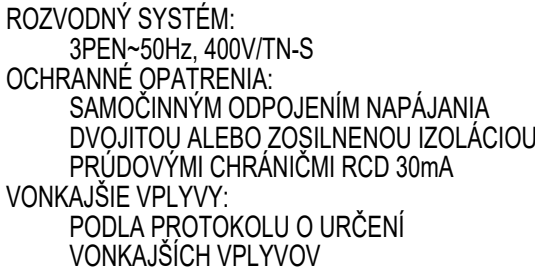 ROZVODNÝ SYSTÉM:
3PEN~50Hz, 400V/TN-S
OCHRANNÉ OPATRENIA:
SAMOČINNÝM ODPOJENÍM NAPÁJANIA
DVOJITOU ALEBO ZOSILNENOU IZOLÁCIOU
PRÚDOVÝMI CHRÁNIČMI RCD 30mA
VONKAJŠIE VPLYVY:
PODLA PROTOKOLU O URČENÍ
VONKAJŠÍCH VPLYVOV